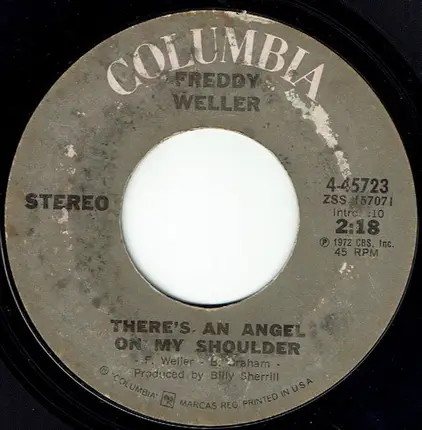 COLUMBIA
FREDDY
WELLER
STEREO
4-45723
ZSS 157071
Intro :10
2:18
Ⓟ 1972 CBS, Inc.
45 RPM
THERE'S AN ANGEL
ON MY SHOULDER
- F. Weller - B. Graham -
Produced by Billy Sherrill
® "COLUMBIA" MARCAS REG. PRINTED IN U.S.A.